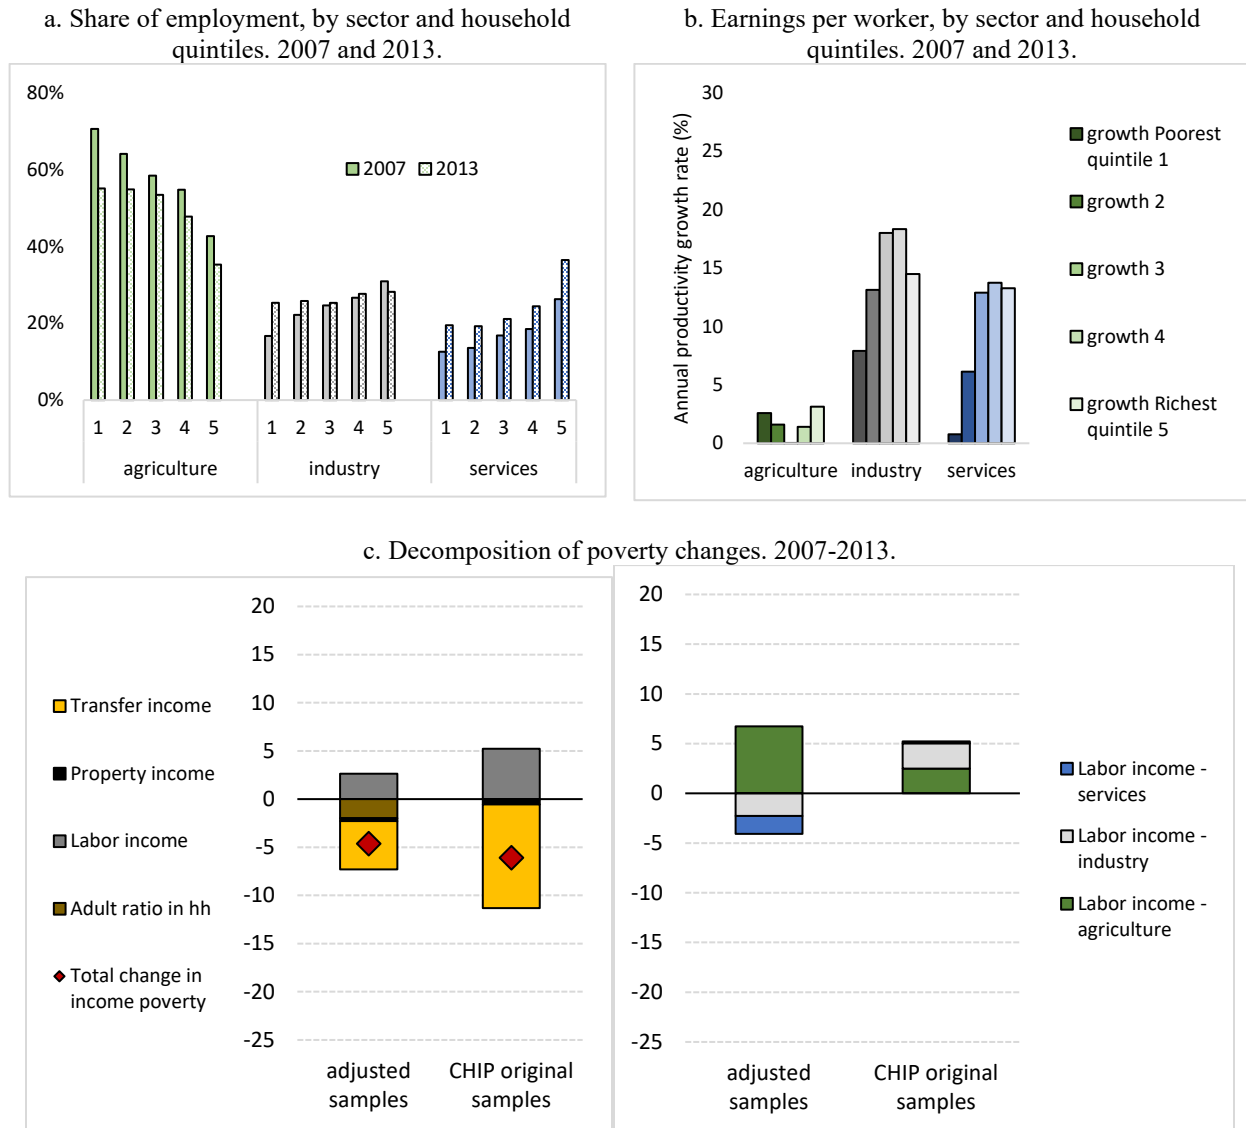 a. Share of employment, by sector and household
quintiles. 2007 and 2013.
80%
60%
40%
20%
0%
2007 2013
1 2 3 4 5 1 2 3 4 5 1 2 3 4 5
agriculture industry services
b. Earnings per worker, by sector and household
quintiles. 2007 and 2013.
Annual productivity growth rate (%)
30
25
20
15
10
5
0
agriculture industry services
growth Poorest
quintile 1
growth 2
growth 3
growth 4
growth Richest
quintile 5
c. Decomposition of poverty changes. 2007-2013.
Transfer income
Property income
Labor income
Adult ratio in hh
Total change in
income poverty
20
15
10
5
0
-5
-10
-15
-20
-25
adjusted
samples
CHIP original
samples
20
15
10
5
0
-5
-10
-15
-20
-25
adjusted
samples
CHIP original
samples
Labor income -
services
Labor income -
industry
Labor income -
agriculture